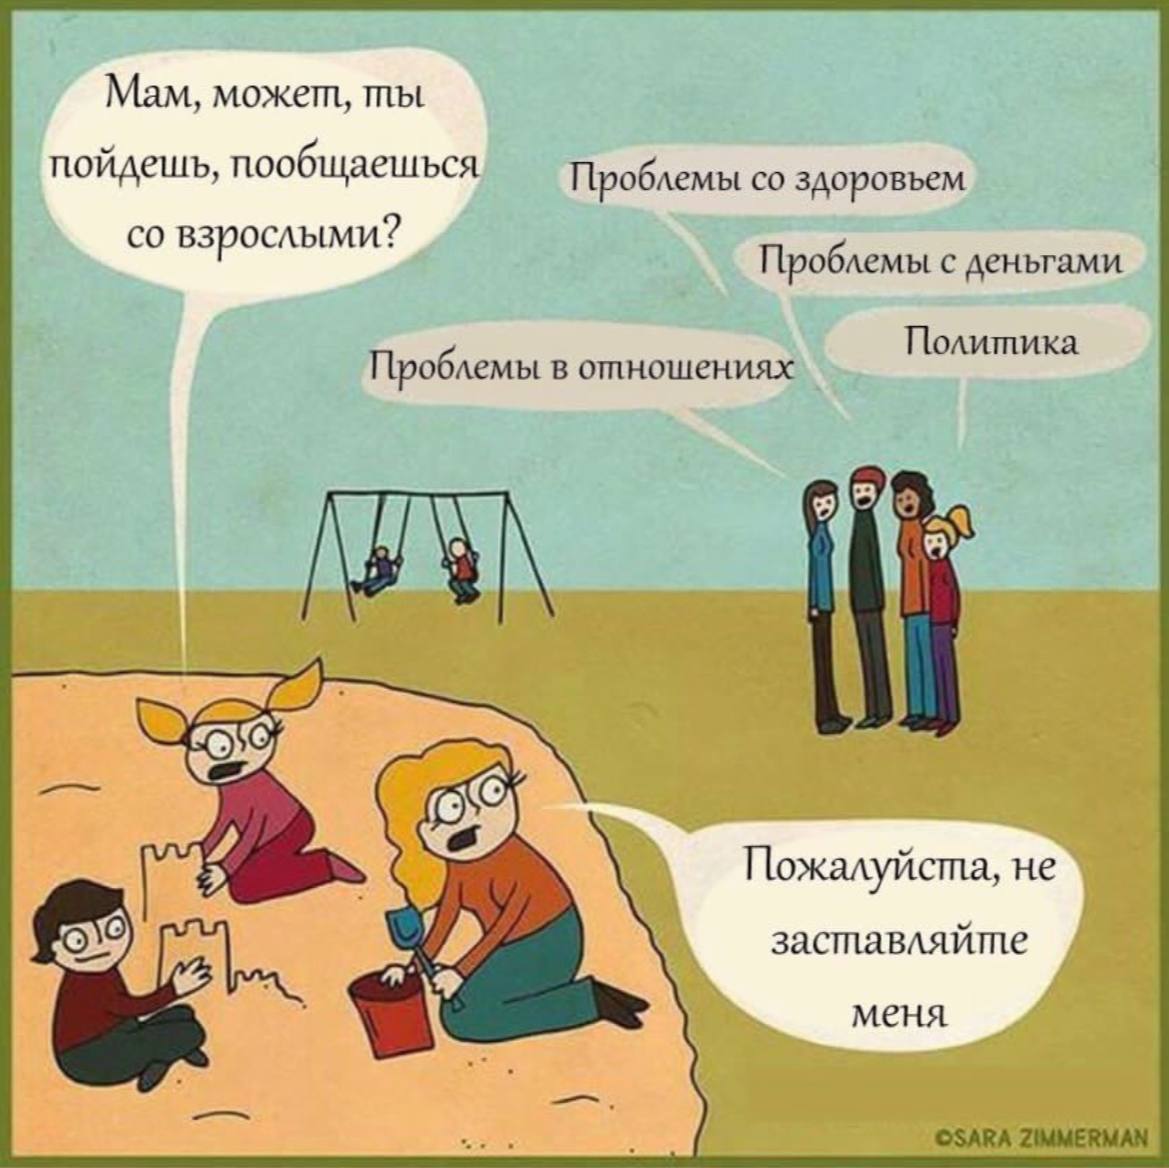 Мам, может, ты
пойдешь, пообщаешься
со взрослыми?
Проблемы со здоровьем
Проблемы с деньгами
Политика
Проблемы в отношениях
Пожалуйста, не
заставляйте
меня
©SARA ZIMMERMAN